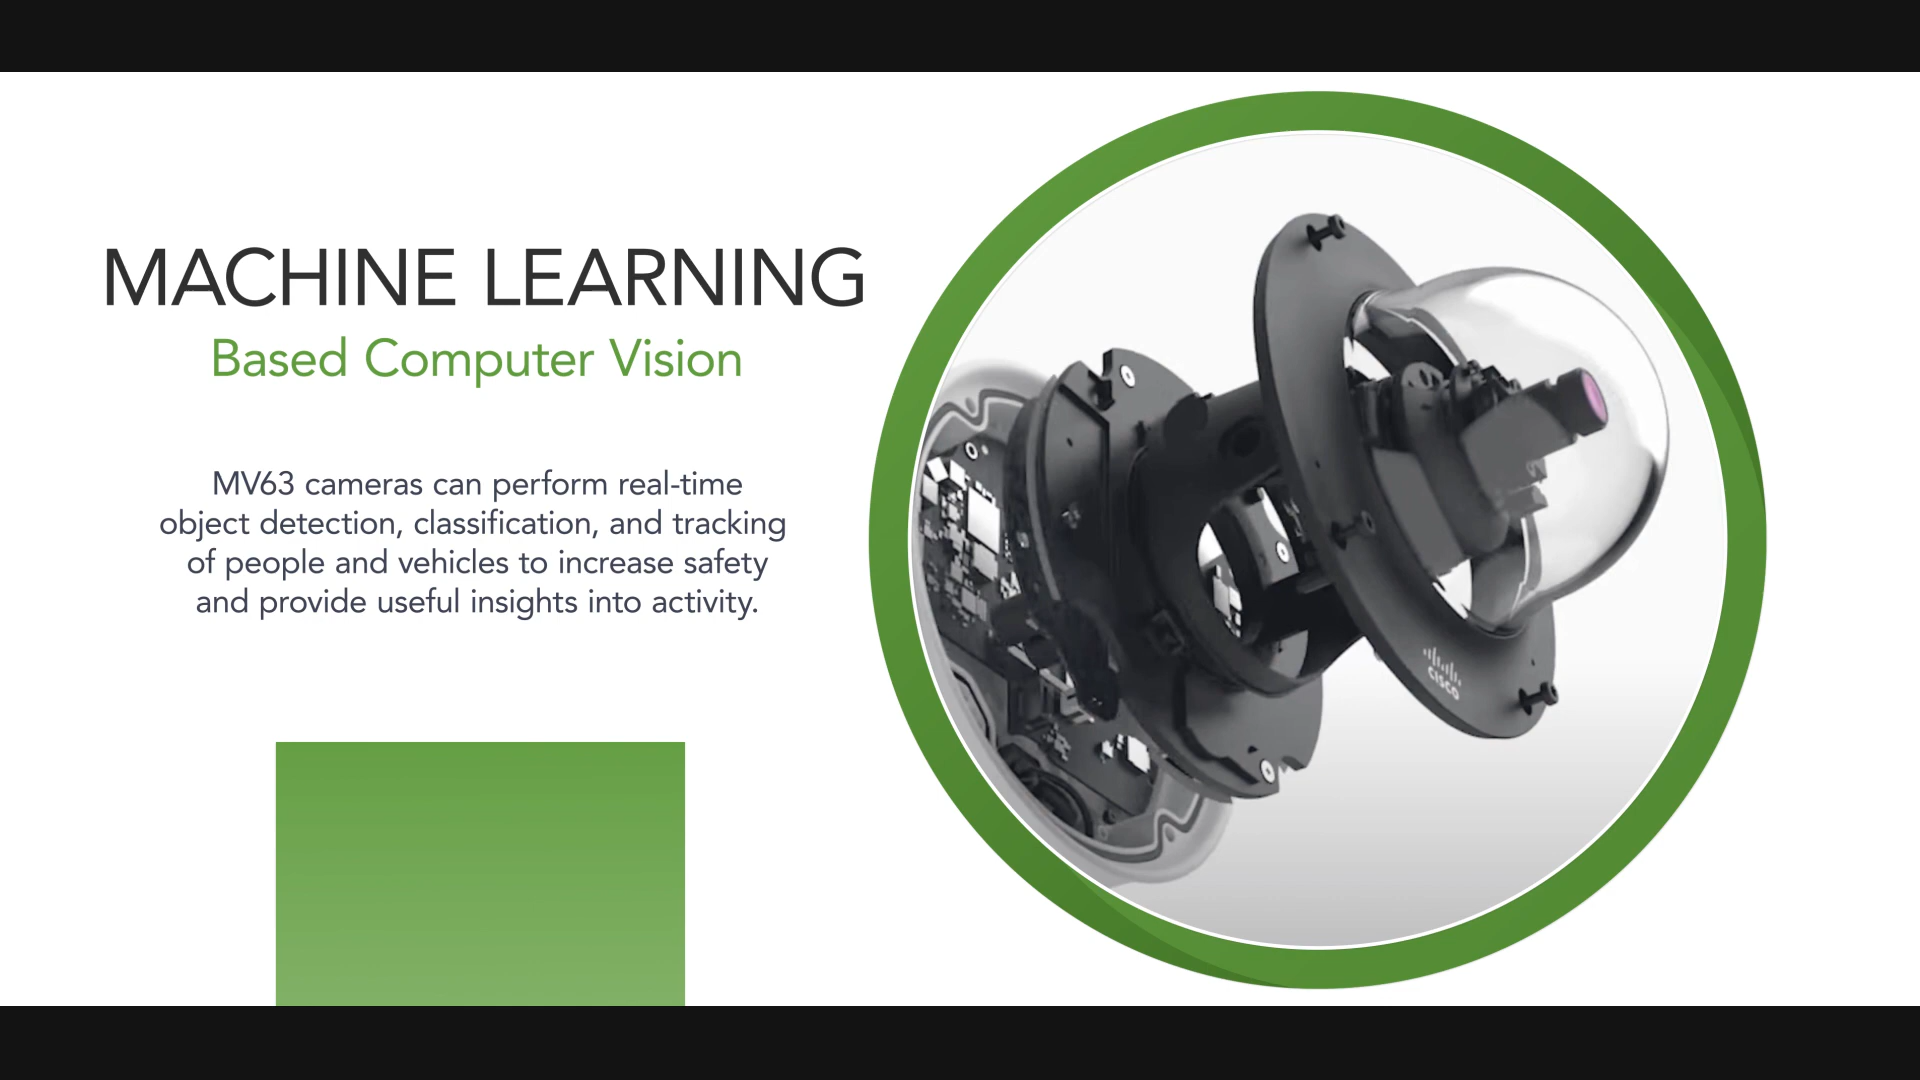 MACHINE LEARNING
Based Computer Vision
MV63 cameras can perform real-time
object detection, classification, and tracking
of people and vehicles to increase safety
and provide useful insights into activity.
CISCO